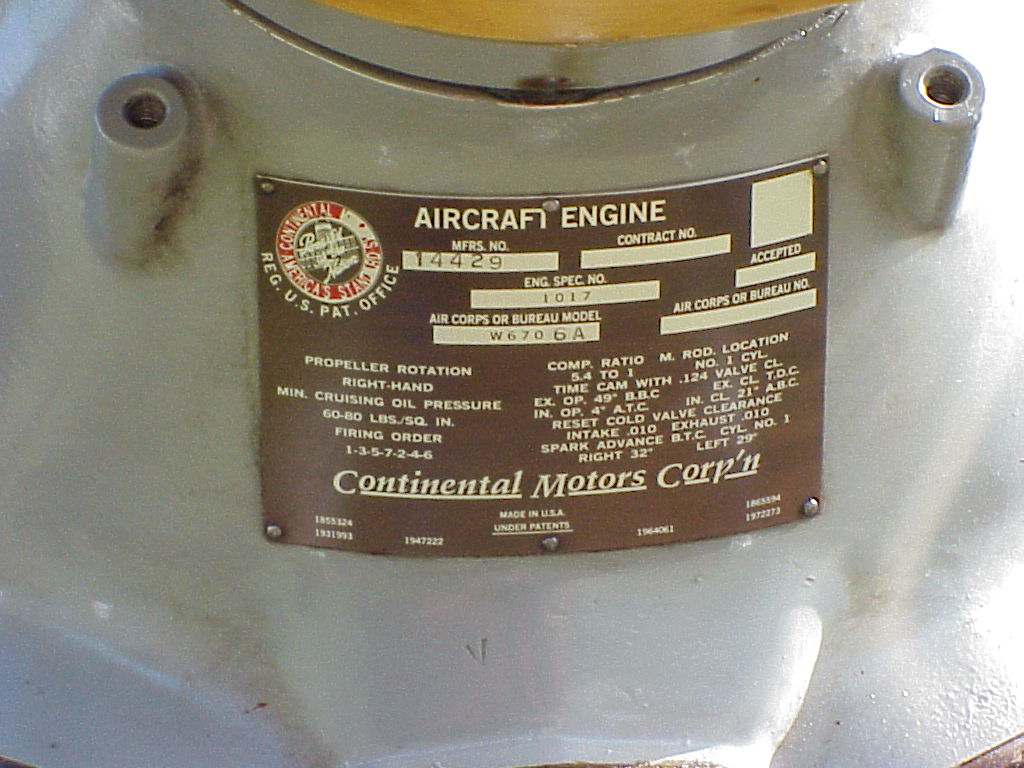 CONTINENTAL MOTORS
AMERICA'S STANDARD
REG. U.S. PAT. OFFICE
AIRCRAFT ENGINE
MFRS. NO.
14429
CONTRACT NO.
ACCEPTED
ENG. SPEC. NO.
1017
AIR CORPS OR BUREAU NO.
AIR CORPS OR BUREAU MODEL
W670 6A
PROPELLER ROTATION
RIGHT-HAND
MIN. CRUISING OIL PRESSURE
60-80 LBS./SQ. IN.
FIRING ORDER
1-3-5-7-2-4-6
COMP. RATIO M. ROD. LOCATION
5.4 TO 1 NO. 1 CYL.
TIME CAM WITH .124 VALVE CL.
EX. OP. 49° B.B.C EX. CL. T.D.C.
IN. OP. 4° A.T.C. IN. CL. 21° A.B.C.
RESET COLD VALVE CLEARANCE
INTAKE .010 EXHAUST .010
SPARK ADVANCE B.T.C. CYL. NO. 1
RIGHT 32° LEFT 29°
Continental Motors Corp'n
MADE IN U.S.A.
UNDER PATENTS
1855324
1931993
1947222
1964061
1865594
1972273